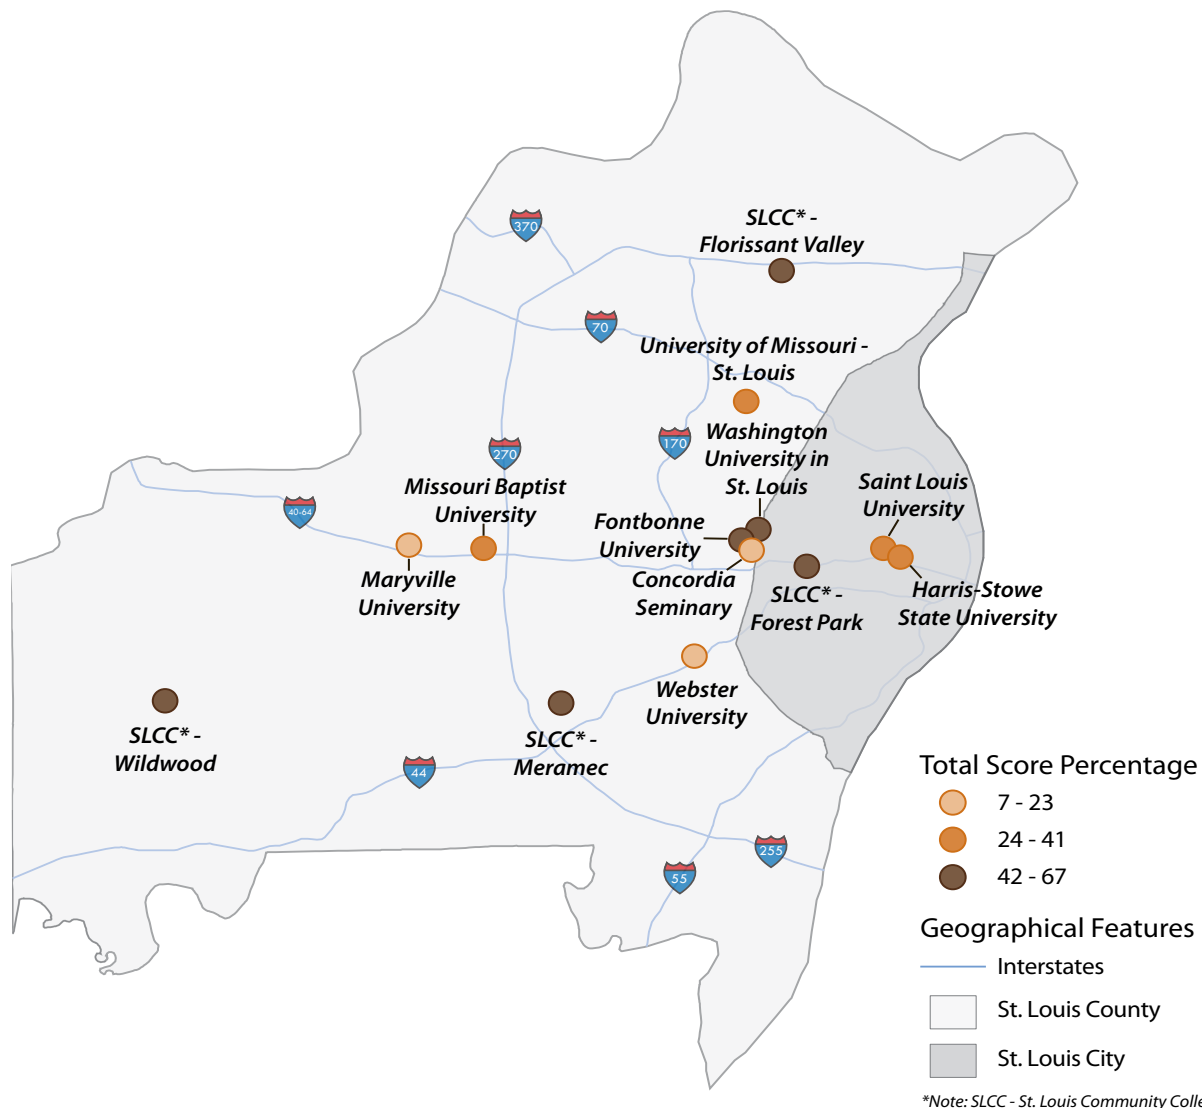 370
SLCC* -
Florissant Valley
70
University of Missouri -
St. Louis
170
Washington
University in
St. Louis
270
Missouri Baptist
University
Saint Louis
University
40-64
Fontbonne
University
Maryville
University
Concordia
Seminary
SLCC* -
Forest Park
Harris-Stowe
State University
Webster
University
SLCC* -
Wildwood
SLCC* -
Meramec
44
255
55
Total Score Percentage
7 - 23
24 - 41
42 - 67
Geographical Features
Interstates
St. Louis County
St. Louis City
*Note: SLCC - St. Louis Community Colle